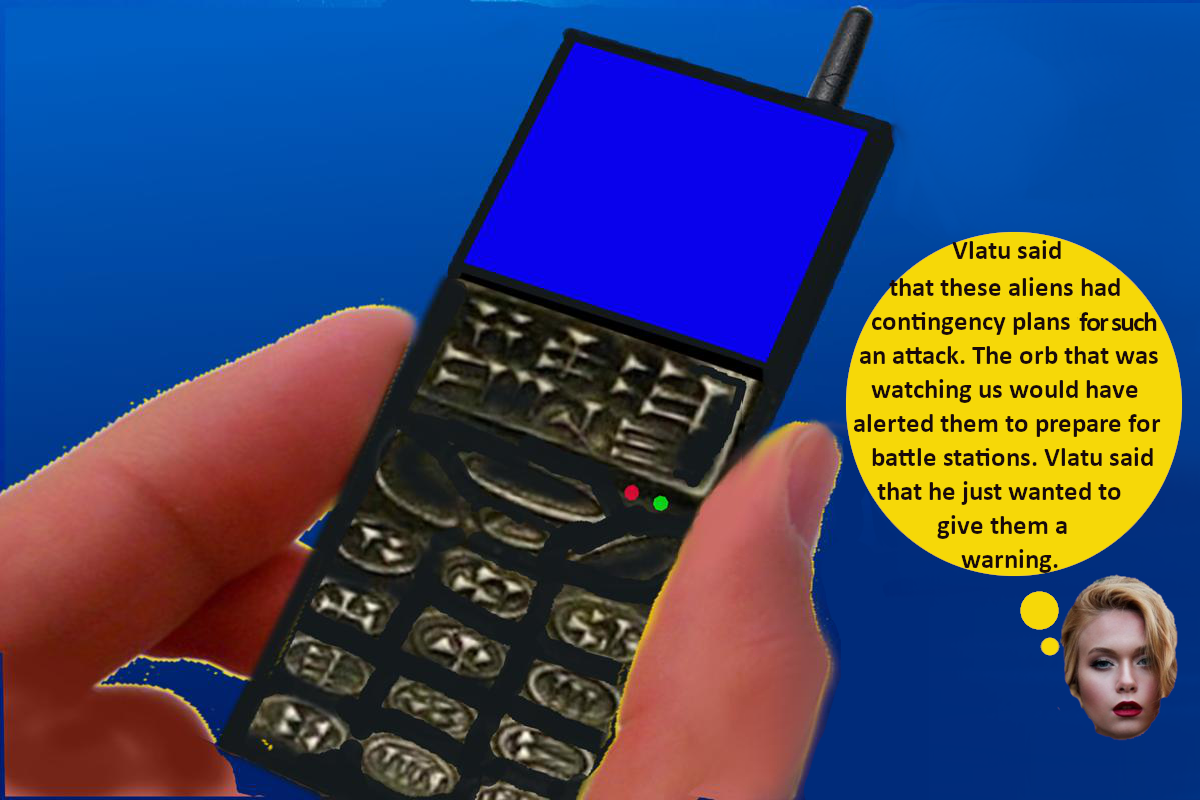 Vlatu said
that these aliens had
contingency plans for such
an attack. The orb that was
watching us would have
alerted them to prepare for
battle stations. Vlatu said
that he just wanted to
give them a
warning.